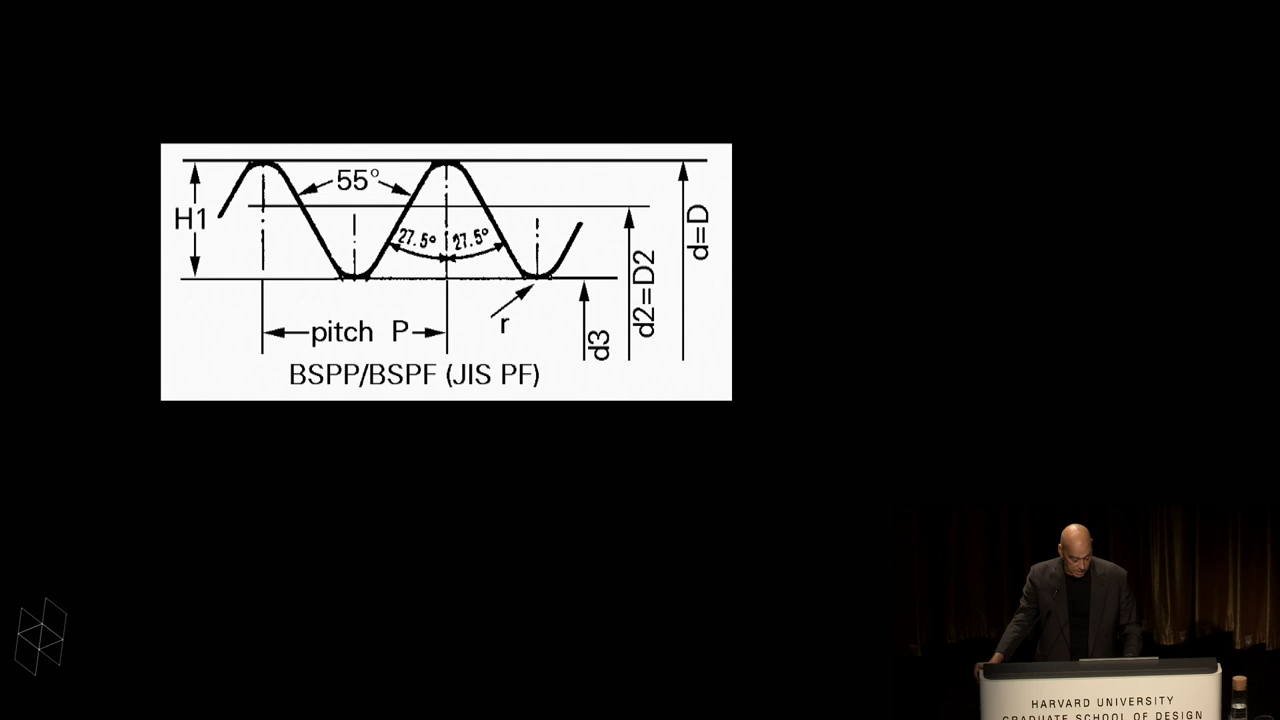 55°
H1
27.5° 27.5°
d=D
d2=D2
d3
r
pitch P
BSPP/BSPF (JIS PF)
HARVARD UNIVERSITY
GRADUATE SCHOOL OF DESIGN